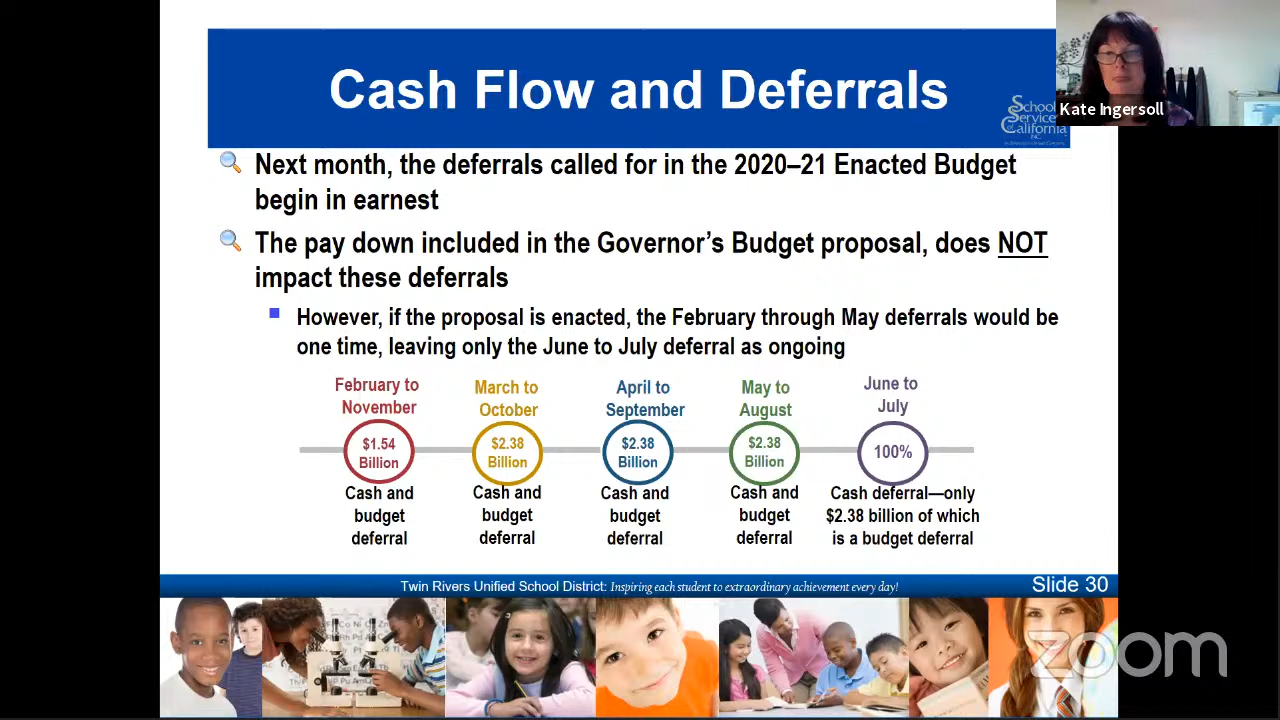 Cash Flow and Deferrals
School
Services
of California
INC.
Kate Ingersoll
Next month, the deferrals called for in the 2020–21 Enacted Budget
begin in earnest
The pay down included in the Governor’s Budget proposal, does NOT
impact these deferrals
However, if the proposal is enacted, the February through May deferrals would be
one time, leaving only the June to July deferral as ongoing
February to
November
$1.54
Billion
Cash and
budget
deferral
March to
October
$2.38
Billion
Cash and
budget
deferral
April to
September
$2.38
Billion
Cash and
budget
deferral
May to
August
$2.38
Billion
Cash and
budget
deferral
June to
July
100%
Cash deferral—only
$2.38 billion of which
is a budget deferral
Twin Rivers Unified School District: Inspiring each student to extraordinary achievement every day!
Slide 30
zoom